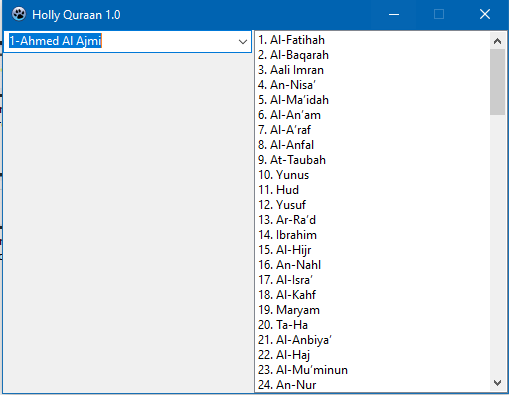 Holly Quraan 1.0
1-Ahmed Al Ajmi
1. Al-Fatihah
2. Al-Baqarah
3. Aali Imran
4. An-Nisa’
5. Al-Ma’idah
6. Al-An’am
7. Al-A’raf
8. Al-Anfal
9. At-Taubah
10. Yunus
11. Hud
12. Yusuf
13. Ar-Ra’d
14. Ibrahim
15. Al-Hijr
16. An-Nahl
17. Al-Isra’
18. Al-Kahf
19. Maryam
20. Ta-Ha
21. Al-Anbiya’
22. Al-Haj
23. Al-Mu’minun
24. An-Nur